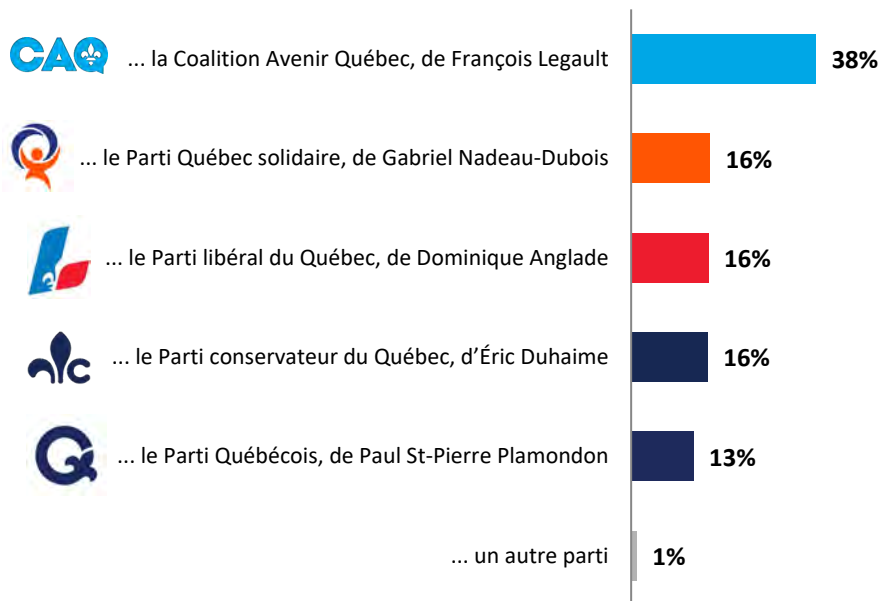 CAQ ... la Coalition Avenir Québec, de François Legault 38%
... le Parti Québec solidaire, de Gabriel Nadeau-Dubois 16%
... le Parti libéral du Québec, de Dominique Anglade 16%
c ... le Parti conservateur du Québec, d’Éric Duhaime 16%
Q ... le Parti Québécois, de Paul St-Pierre Plamondon 13%
... un autre parti 1%